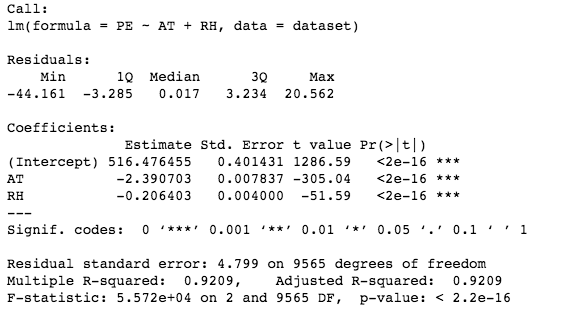 Call:
lm(formula = PE ~ AT + RH, data = dataset)
Residuals:
    Min      1Q  Median      3Q     Max
-44.161  -3.285   0.017   3.234  20.562
Coefficients:
              Estimate Std. Error t value Pr(>|t|)
(Intercept) 516.476455   0.401431 1286.59   <2e-16 ***
AT           -2.390703   0.007837 -305.04   <2e-16 ***
RH           -0.206403   0.004000  -51.59   <2e-16 ***
---
Signif. codes:  0 ‘***’ 0.001 ‘**’ 0.01 ‘*’ 0.05 ‘.’ 0.1 ‘ ’ 1
Residual standard error: 4.799 on 9565 degrees of freedom
Multiple R-squared:  0.9209,    Adjusted R-squared:  0.9209
F-statistic: 5.572e+04 on 2 and 9565 DF,  p-value: < 2.2e-16